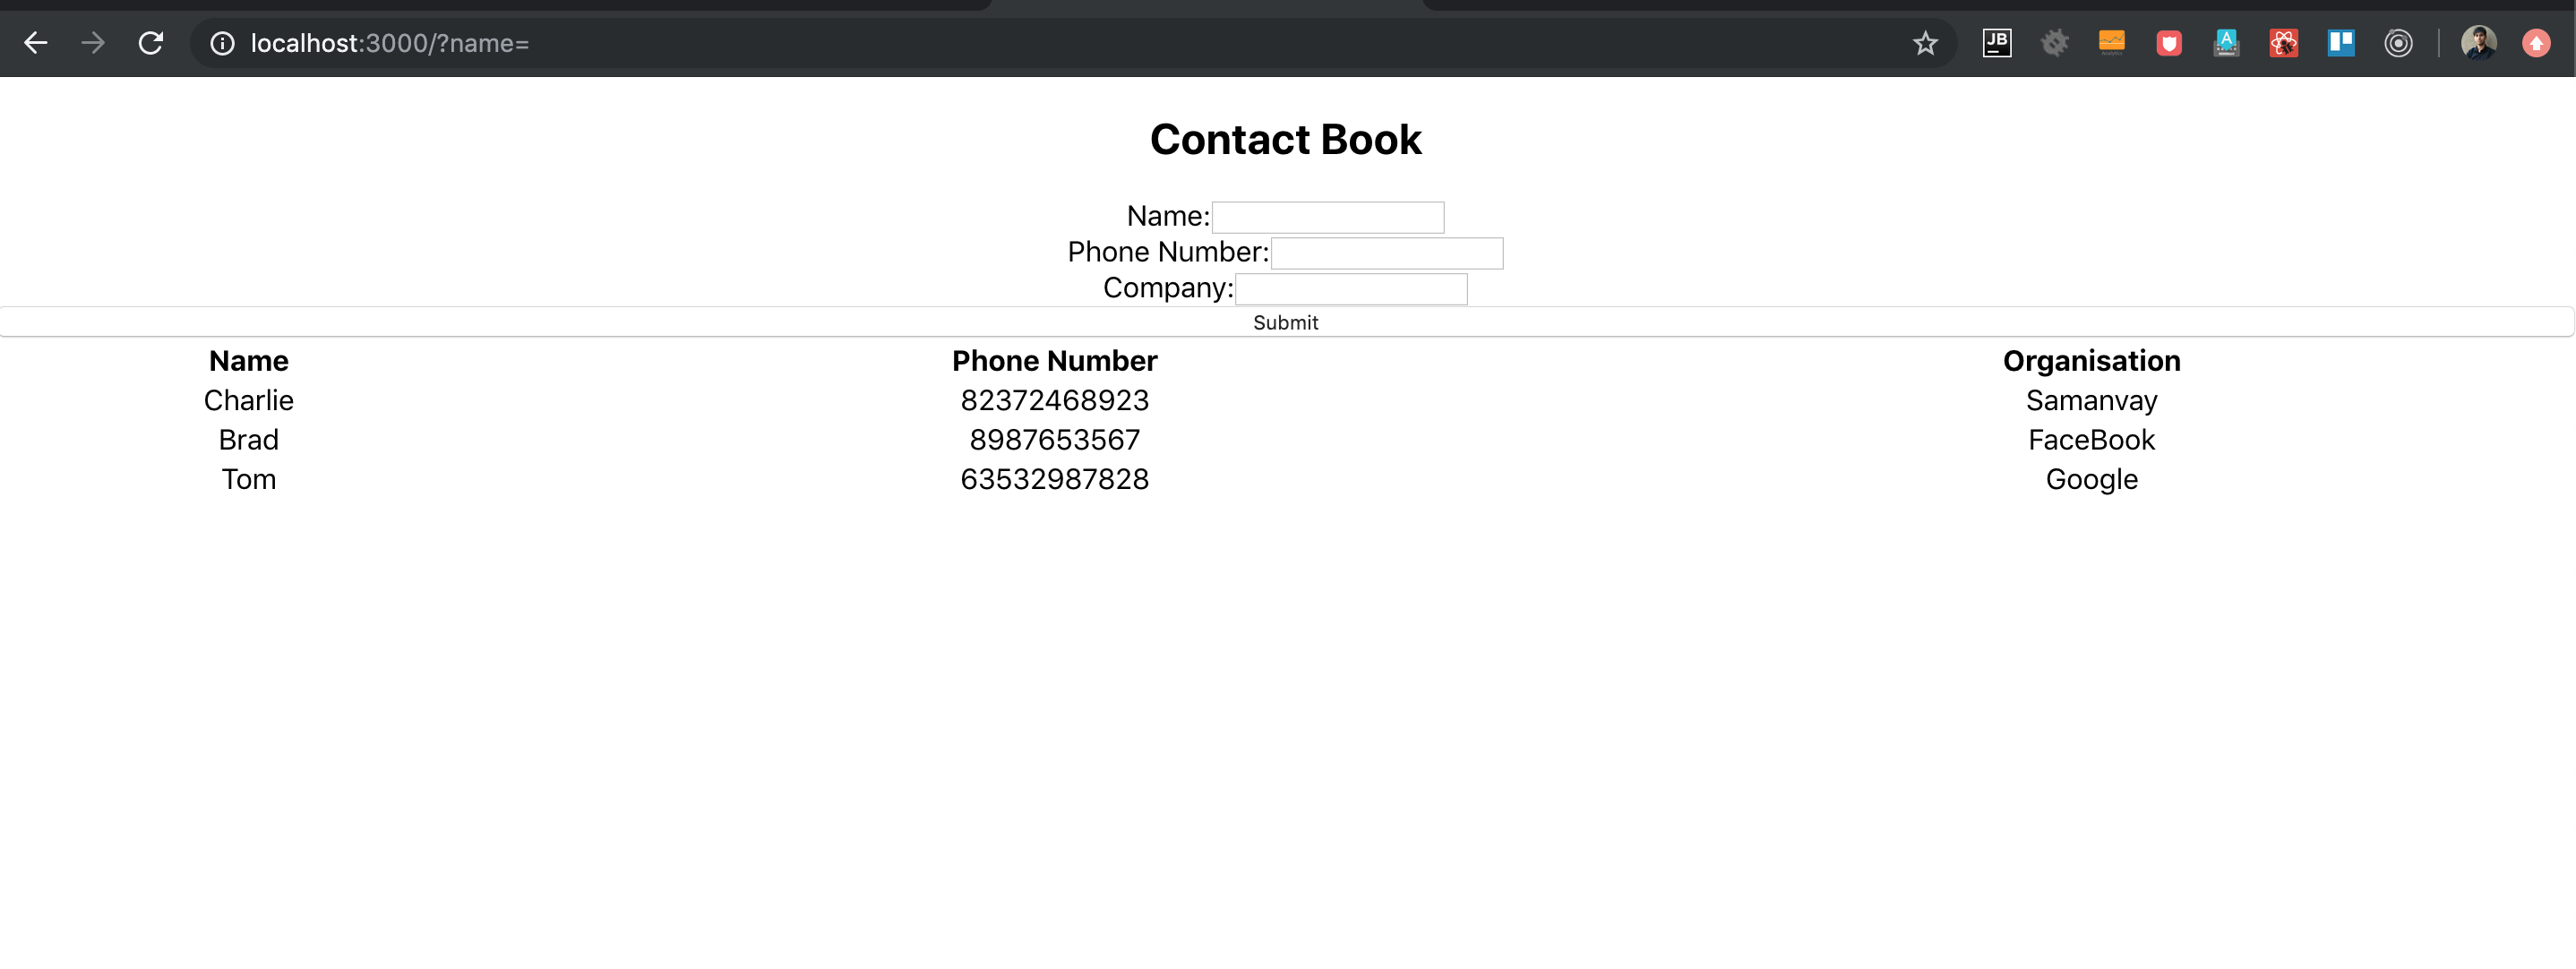 localhost:3000/?name=
JB
A
Contact Book
Name:
Phone Number:
Company:
Submit
Name Phone Number Organisation
Charlie 82372468923 Samanvay
Brad 8987653567 FaceBook
Tom 63532987828 Google